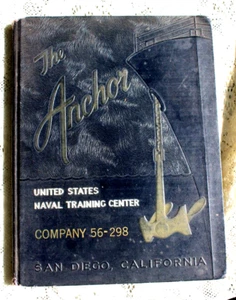 The
Anchor
UNITED STATES
NAVAL TRAINING CENTER
COMPANY 56-298
SAN DIEGO, CALIFORNIA